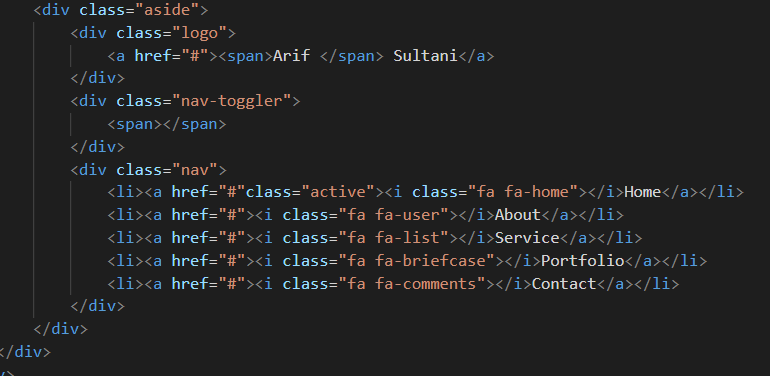 <div class="aside">
<div class="logo">
<a href="#"><span>Arif </span> Sultani</a>
</div>
<div class="nav-toggler">
<span></span>
</div>
<div class="nav">
<li><a href="#"class="active"><i class="fa fa-home"></i>Home</a></li>
<li><a href="#"><i class="fa fa-user"></i>About</a></li>
<li><a href="#"><i class="fa fa-list"></i>Service</a></li>
<li><a href="#"><i class="fa fa-briefcase"></i>Portfolio</a></li>
<li><a href="#"><i class="fa fa-comments"></i>Contact</a></li>
</div>
</div>
</div>